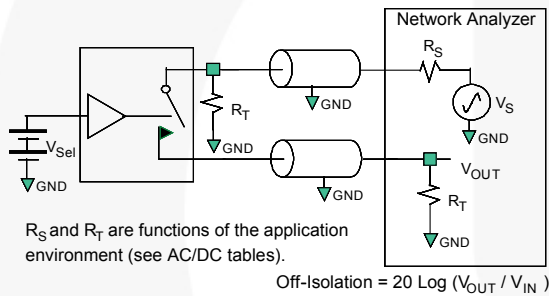 Network Analyzer
R_S
V_S
GND
R_T
GND
GND
V_Sel
GND
V_OUT
GND
R_T
GND
R_S and R_T are functions of the application
environment (see AC/DC tables).
Off-Isolation = 20 Log (V_OUT / V_IN )